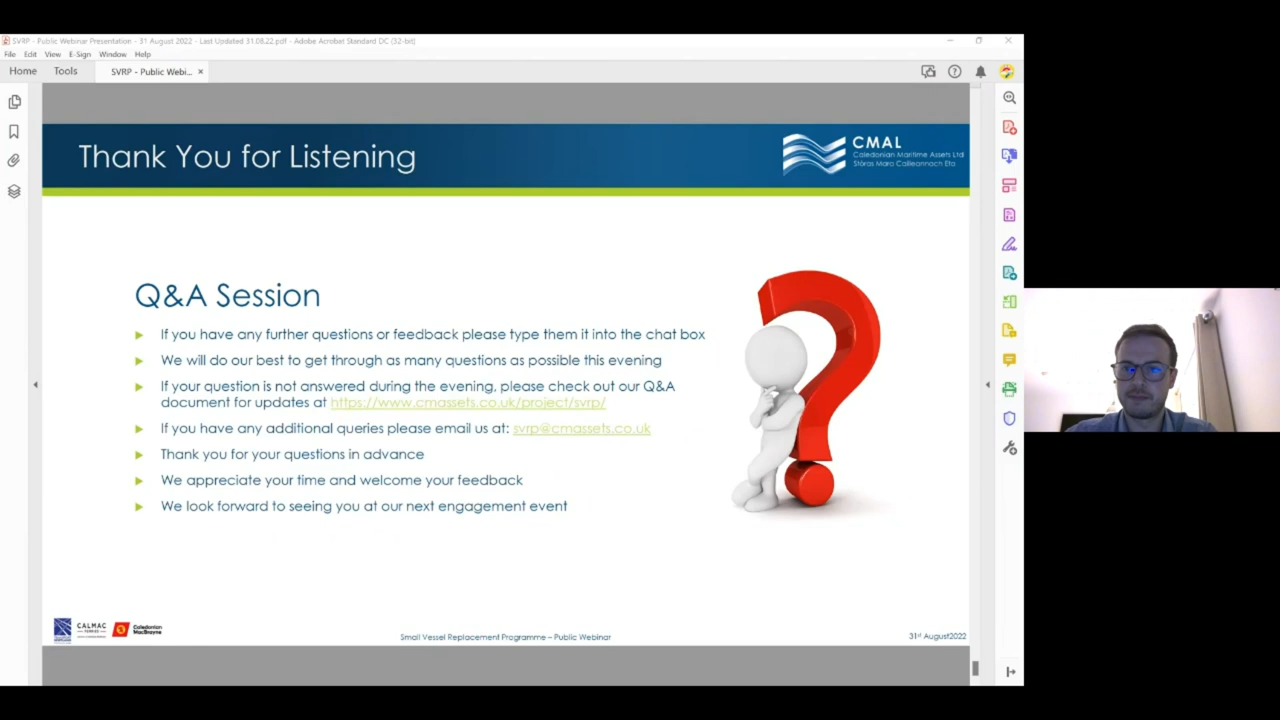 SVRP - Public Webinar Presentation - 31 August 2022 - Last Updated 31.08.22.pdf - Adobe Acrobat Standard DC (32-bit)
File Edit View E-Sign Window Help
Home Tools SVRP - Public Webi... ×
Thank You for Listening
CMAL
Caledonian Maritime Assets Ltd
Stòras Mara Cailleannach Eta
Q&A Session
If you have any further questions or feedback please type them it into the chat box
We will do our best to get through as many questions as possible this evening
If your question is not answered during the evening, please check out our Q&A
document for updates at https://www.cmassets.co.uk/project/svrp/
If you have any additional queries please email us at: svrp@cmassets.co.uk
Thank you for your questions in advance
We appreciate your time and welcome your feedback
We look forward to seeing you at our next engagement event
CALMAC
FERRIES
Caledonian
MacBrayne
Small Vessel Replacement Programme – Public Webinar
31st August2022